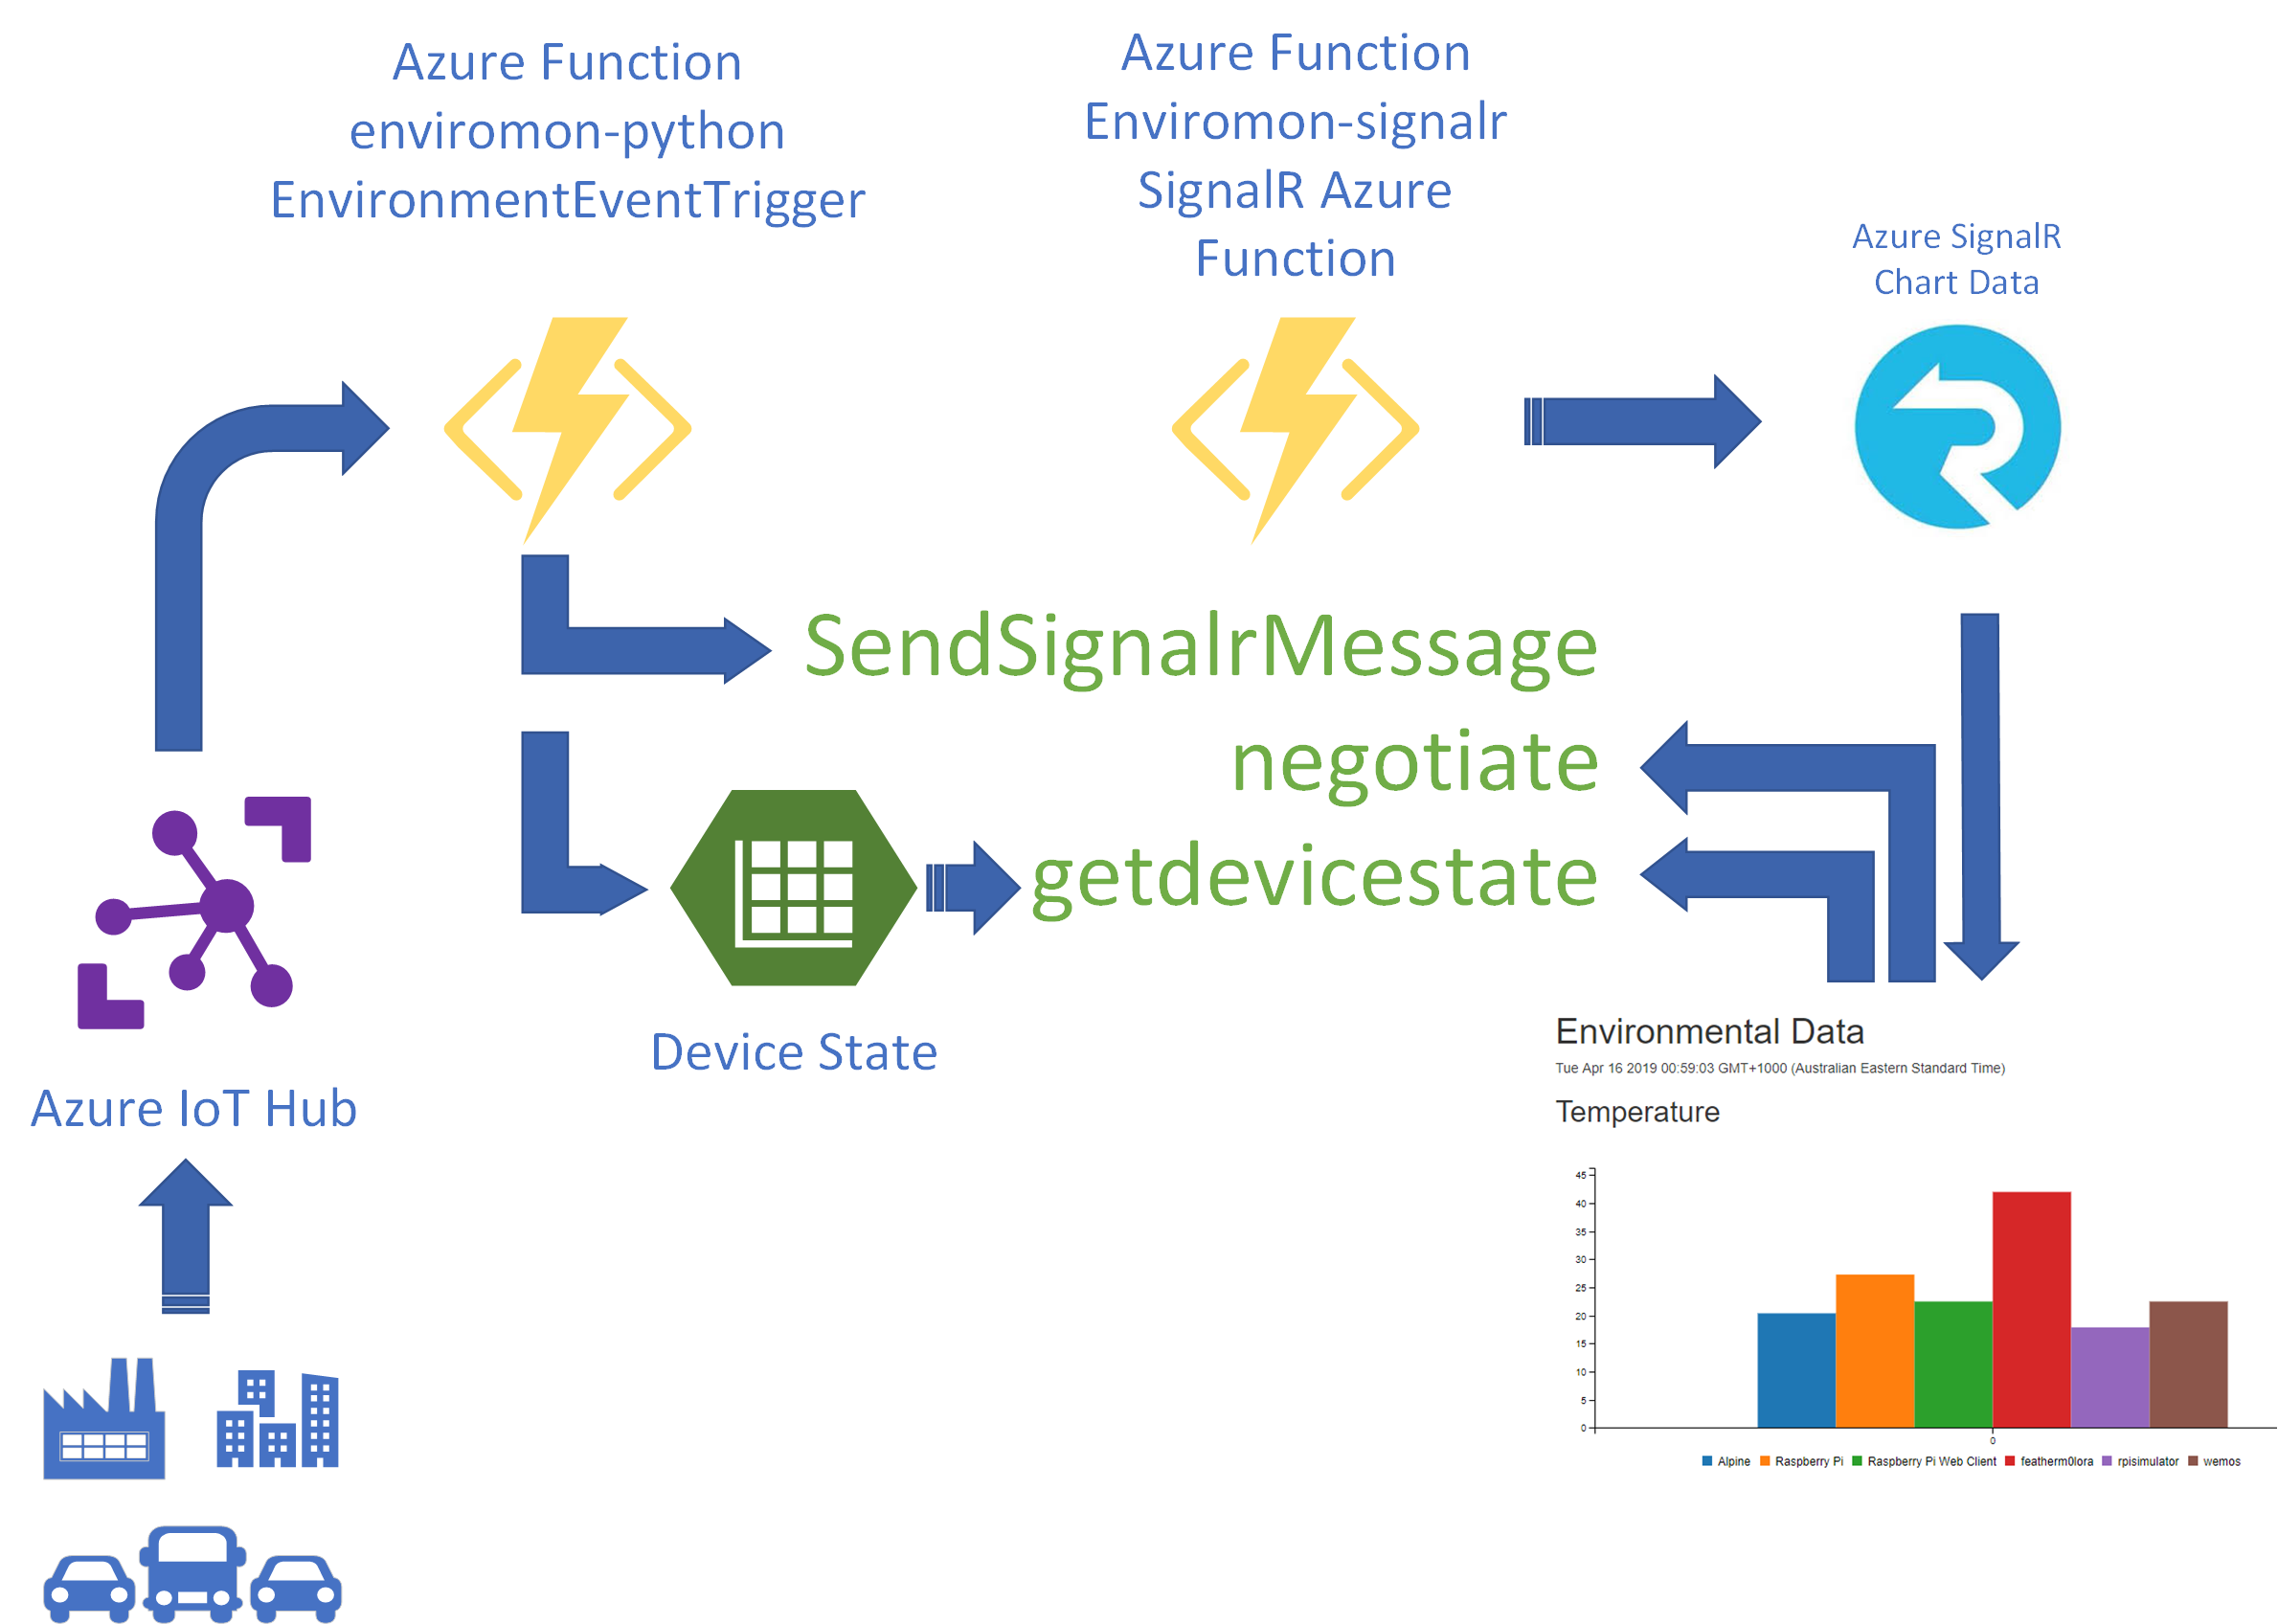 Azure Function
enviromon-python
EnvironmentEventTrigger
Azure Function
Enviromon-signalr
SignalR Azure
Function
Azure SignalR
Chart Data
SendSignalrMessage
negotiate
getdevicestate
Device State
Azure IoT Hub
Environmental Data
Tue Apr 16 2019 00:59:03 GMT+1000 (Australian Eastern Standard Time)
Temperature
45
40
35
30
25
20
15
10
5
0
0
Alpine Raspberry Pi Raspberry Pi Web Client featherm0lora rpisimulator wemos